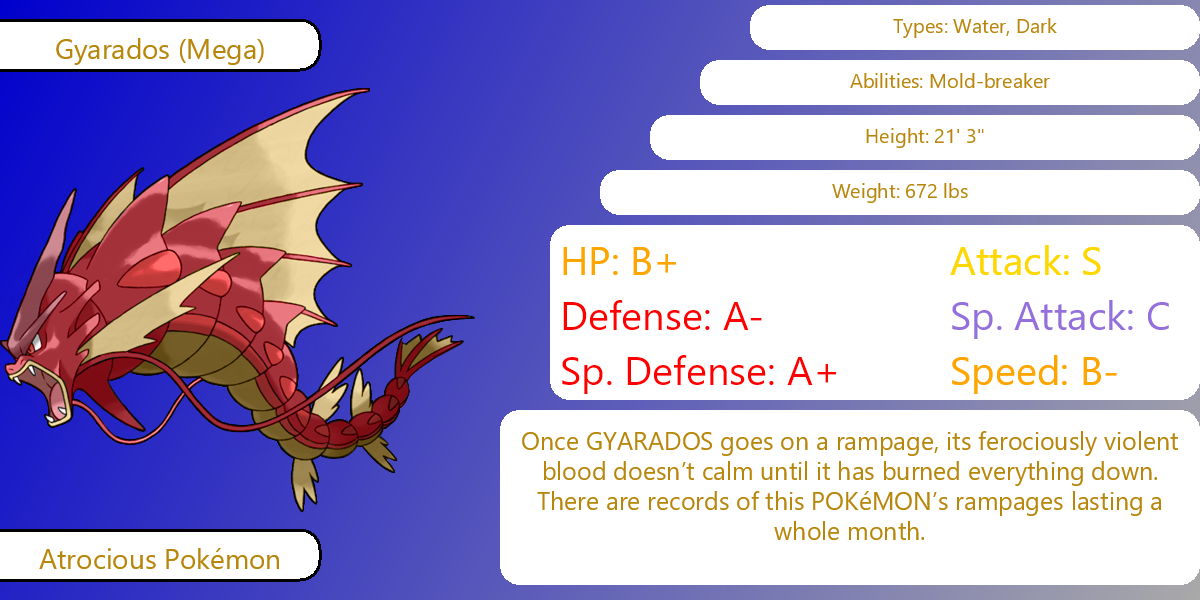 Gyarados (Mega)
Types: Water, Dark
Abilities: Mold-breaker
Height: 21' 3"
Weight: 672 lbs
HP: B+
Attack: S
Defense: A-
Sp. Attack: C
Sp. Defense: A+
Speed: B-
Once GYARADOS goes on a rampage, its ferociously violent
blood doesn’t calm until it has burned everything down.
There are records of this POKéMON’s rampages lasting a
whole month.
Atrocious Pokémon